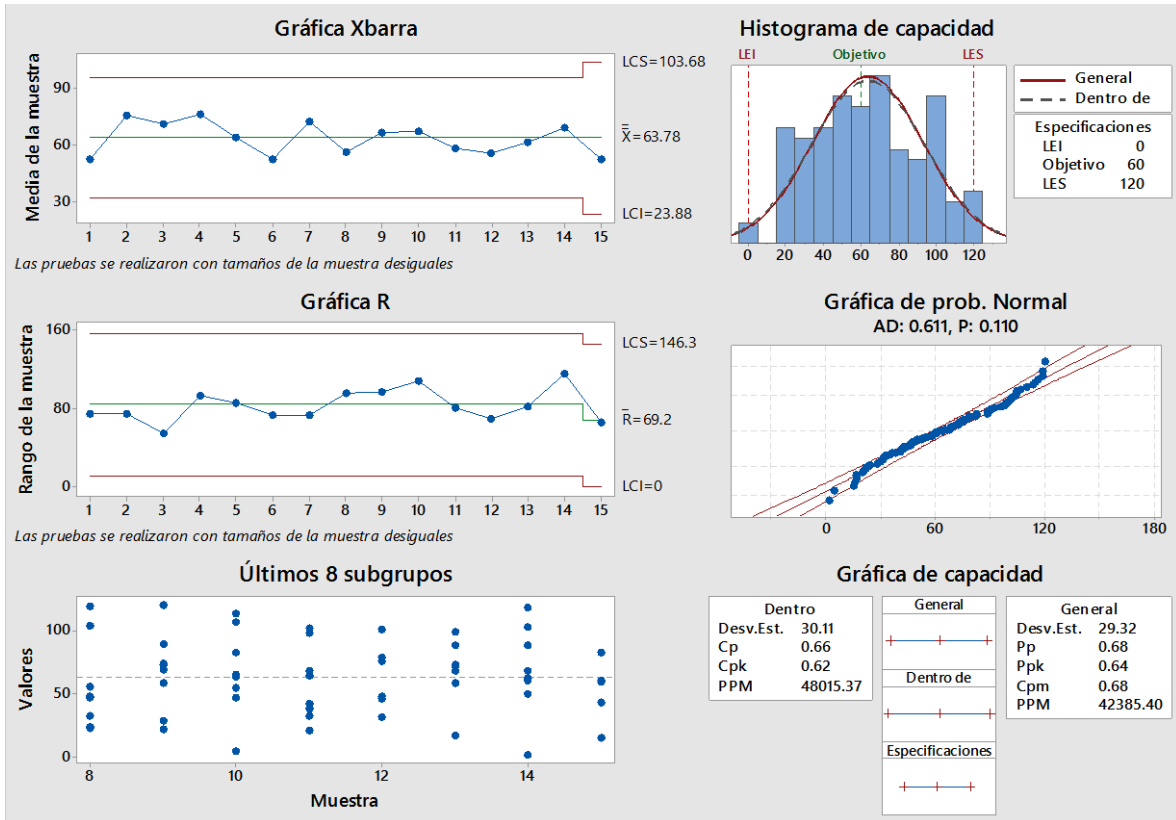 Gráfica Xbarra
Media de la muestra
90
60
30
LCS=103.68
X=63.78
LCI=23.88
1 2 3 4 5 6 7 8 9 10 11 12 13 14 15
Las pruebas se realizaron con tamaños de la muestra desiguales
Histograma de capacidad
LEI Objetivo LES
0 20 40 60 80 100 120
General
Dentro de
Especificaciones
LEI 0
Objetivo 60
LES 120
Gráfica R
Rango de la muestra
160
80
0
LCS=146.3
R=69.2
LCI=0
1 2 3 4 5 6 7 8 9 10 11 12 13 14 15
Las pruebas se realizaron con tamaños de la muestra desiguales
Gráfica de prob. Normal
AD: 0.611, P: 0.110
0 60 120 180
Últimos 8 subgrupos
Valores
100
50
0
8 10 12 14
Muestra
Gráfica de capacidad
Dentro
Desv.Est. 30.11
Cp 0.66
Cpk 0.62
PPM 48015.37
General
Dentro de
Especificaciones
General
Desv.Est. 29.32
Pp 0.68
Ppk 0.64
Cpm 0.68
PPM 42385.40